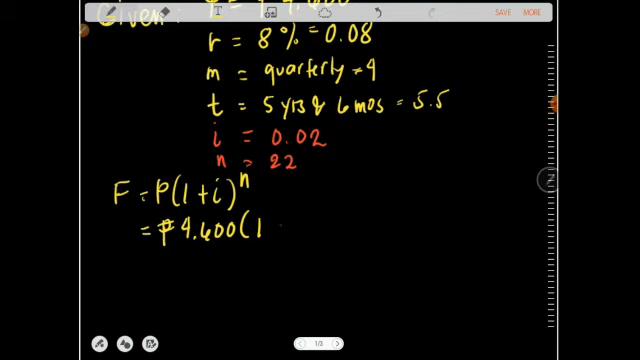 SAVE MORE
Given:
r = 8% = 0.08
m = quarterly = 4
t = 5 yrs & 6 mos = 5.5
i = 0.02
n = 22
F = P(1+i)^n
= ₱ 4,600 (1
1/3